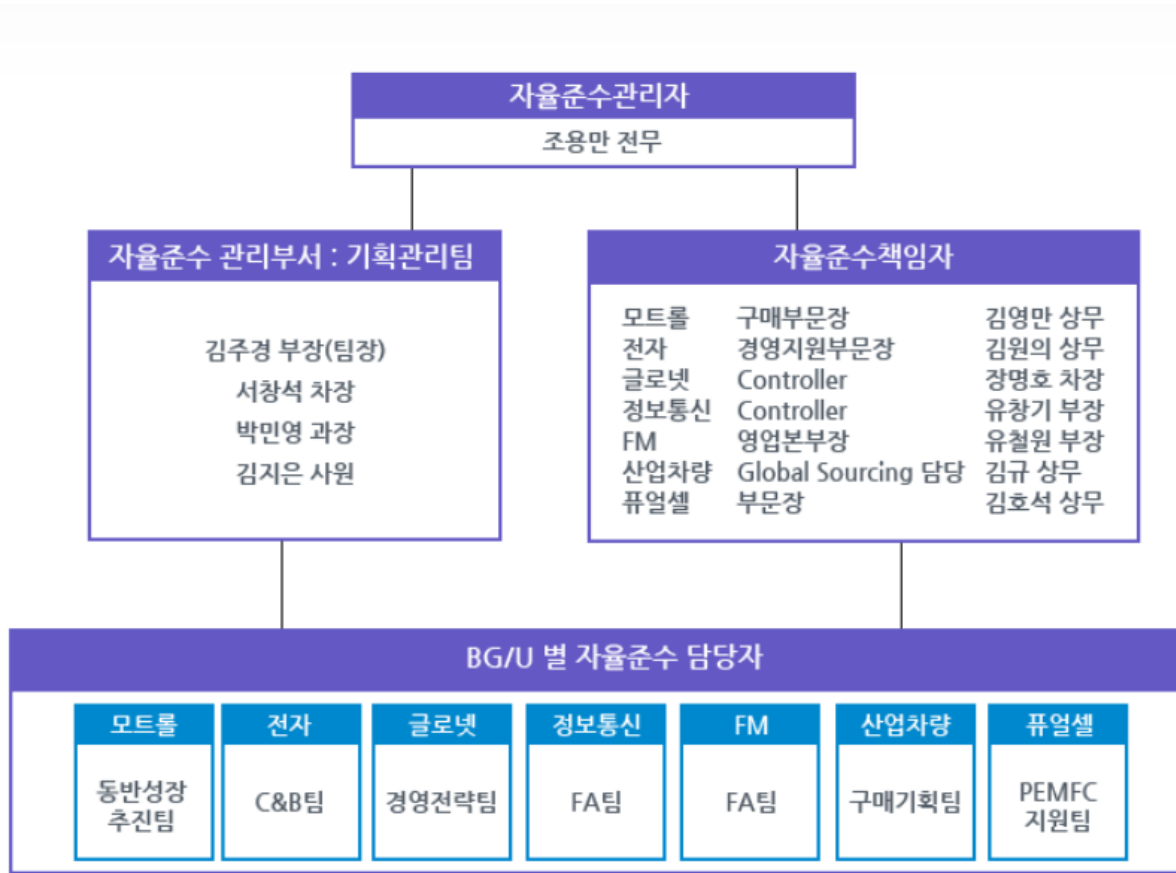 자율준수관리자
조용만 전무
자율준수 관리부서 : 기획관리팀
김주경 부장(팀장)
서창석 차장
박민영 과장
김지은 사원
자율준수책임자
모트롤 구매부문장 김영만 상무
전자 경영지원부문장 김원의 상무
글로넷 Controller 장명호 차장
정보통신 Controller 유창기 부장
FM 영업본부장 유철원 부장
산업차량 Global Sourcing 담당 김규 상무
퓨얼셀 부문장 김호석 상무
BG/U 별 자율준수 담당자
모트롤
동반성장
추진팀
전자
C&B팀
글로넷
경영전략팀
정보통신
FA팀
FM
FA팀
산업차량
구매기획팀
퓨얼셀
PEMFC
지원팀